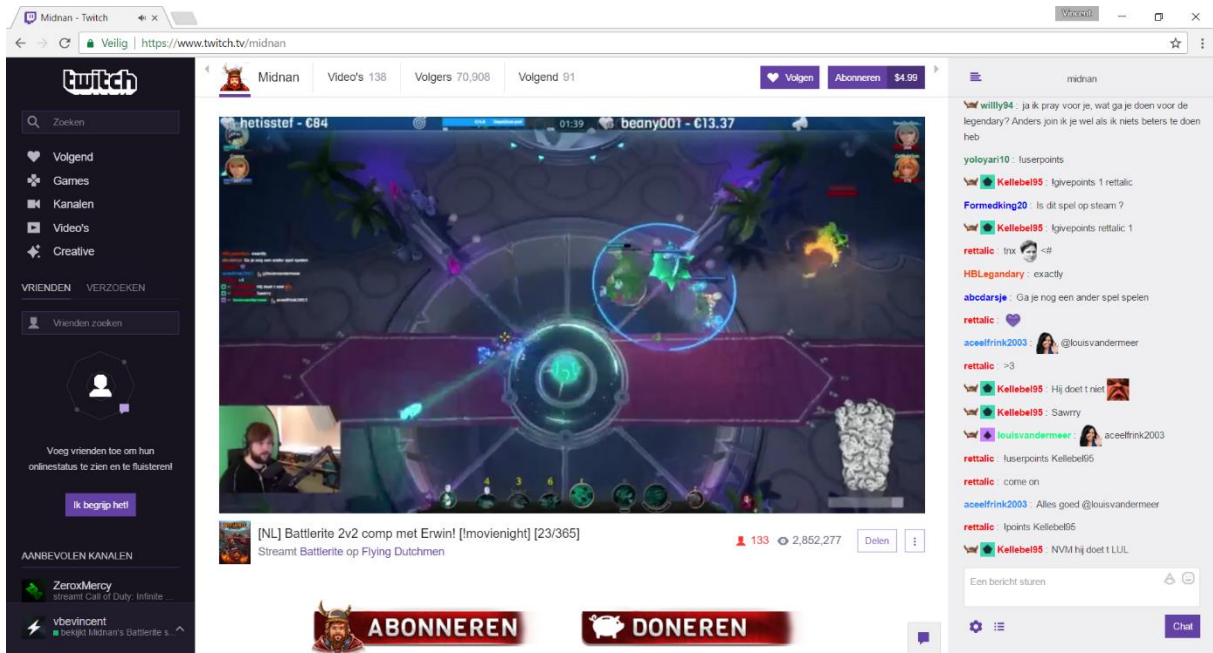 Midnan - Twitch
Vincent
Veilig | https://www.twitch.tv/midnan
twitch
Zoeken
Volgend
Games
Kanalen
Video's
Creative
VRIENDEN VERZOEKEN
Vrienden zoeken
Voeg vrienden toe om hun
onlinestatus te zien en te fluisteren!
Ik begrijp het!
AANBEVOLEN KANALEN
ZeroxMercy
streamt Call of Duty: Infinite ...
vbevincent
bekijkt Midnan's Battlerite s...
Midnan Video's 138 Volgers 70,908 Volgend 91 Volgen Abonneren $4.99
hetisstef - €84 01:39 beany001 - €13.37
4 3 6
[NL] Battlerite 2v2 comp met Erwin! [!movienight] [23/365]
Streamt Battlerite op Flying Dutchmen
133 2,852,277 Delen
ABONNEREN DONEREN
midnan
willly94 : ja ik pray voor je, wat ga je doen voor de
legendary? Anders join ik je wel als ik niets beters te doen
heb
yoloyari10 : !userpoints
Kellebel95 : !givepoints 1 rettalic
Formedking20 : Is dit spel op steam ?
Kellebel95 : !givepoints rettalic 1
rettalic : tnx <#
HBLegandary : exactly
abcdarsje : Ga je nog een ander spel spelen
rettalic :
aceelfrink2003 : @louisvandermeer
rettalic : >3
Kellebel95 : Hij doet t niet
Kellebel95 : Sawrry
louisvandermeer : aceelfrink2003
rettalic : !userpoints Kellebel95
rettalic : come on
aceelfrink2003 : Alles goed @louisvandermeer
rettalic : !points Kellebel95
Kellebel95 : NVM hij doet t LUL
Een bericht sturen
Chat